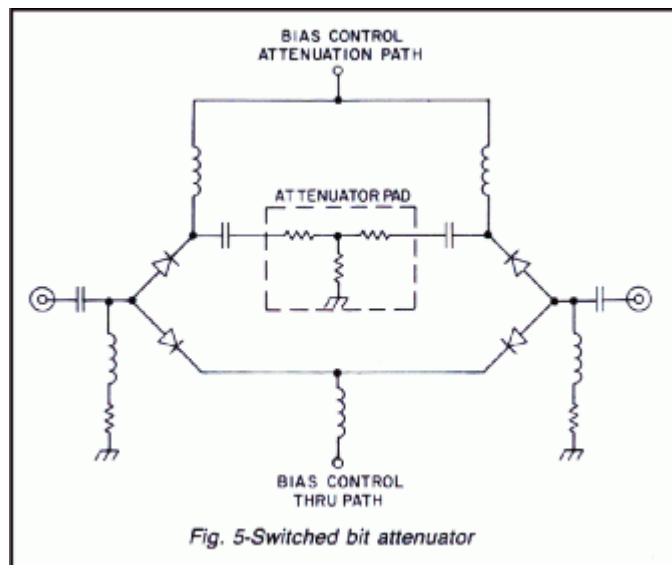 BIAS CONTROL
ATTENUATION PATH
ATTENUATOR PAD
BIAS CONTROL
THRU PATH
Fig. 5-Switched bit attenuator